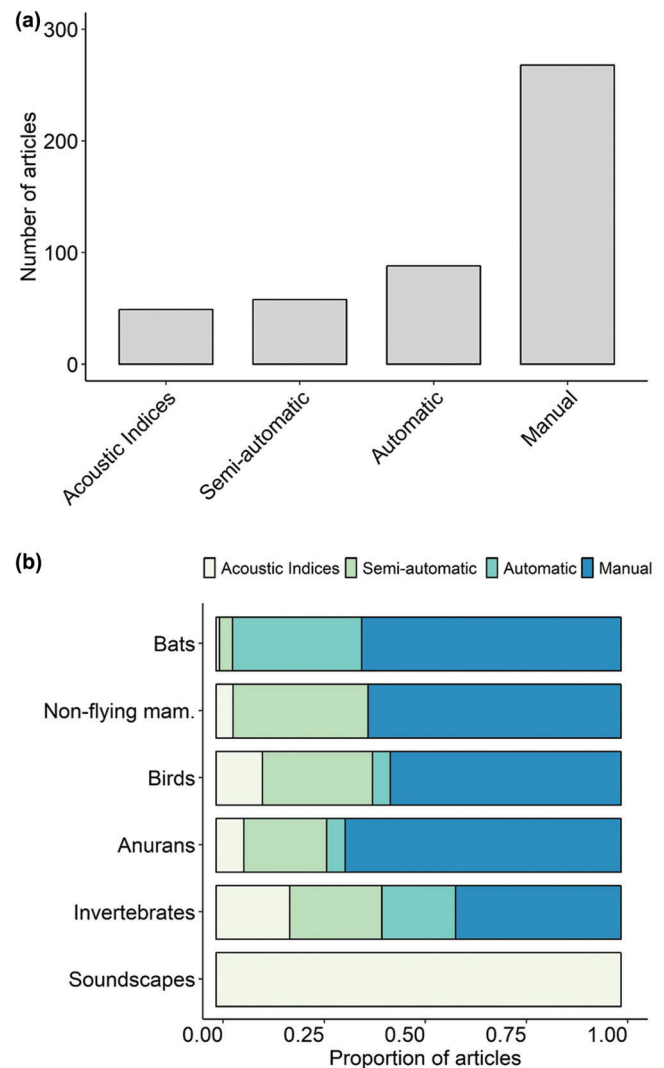 (a)
300
200
100
0
Number of articles
Acoustic Indices
Semi-automatic
Automatic
Manual
(b)
Acoustic Indices Semi-automatic Automatic Manual
Bats
Non-flying mam.
Birds
Anurans
Invertebrates
Soundscapes
0.00 0.25 0.50 0.75 1.00
Proportion of articles